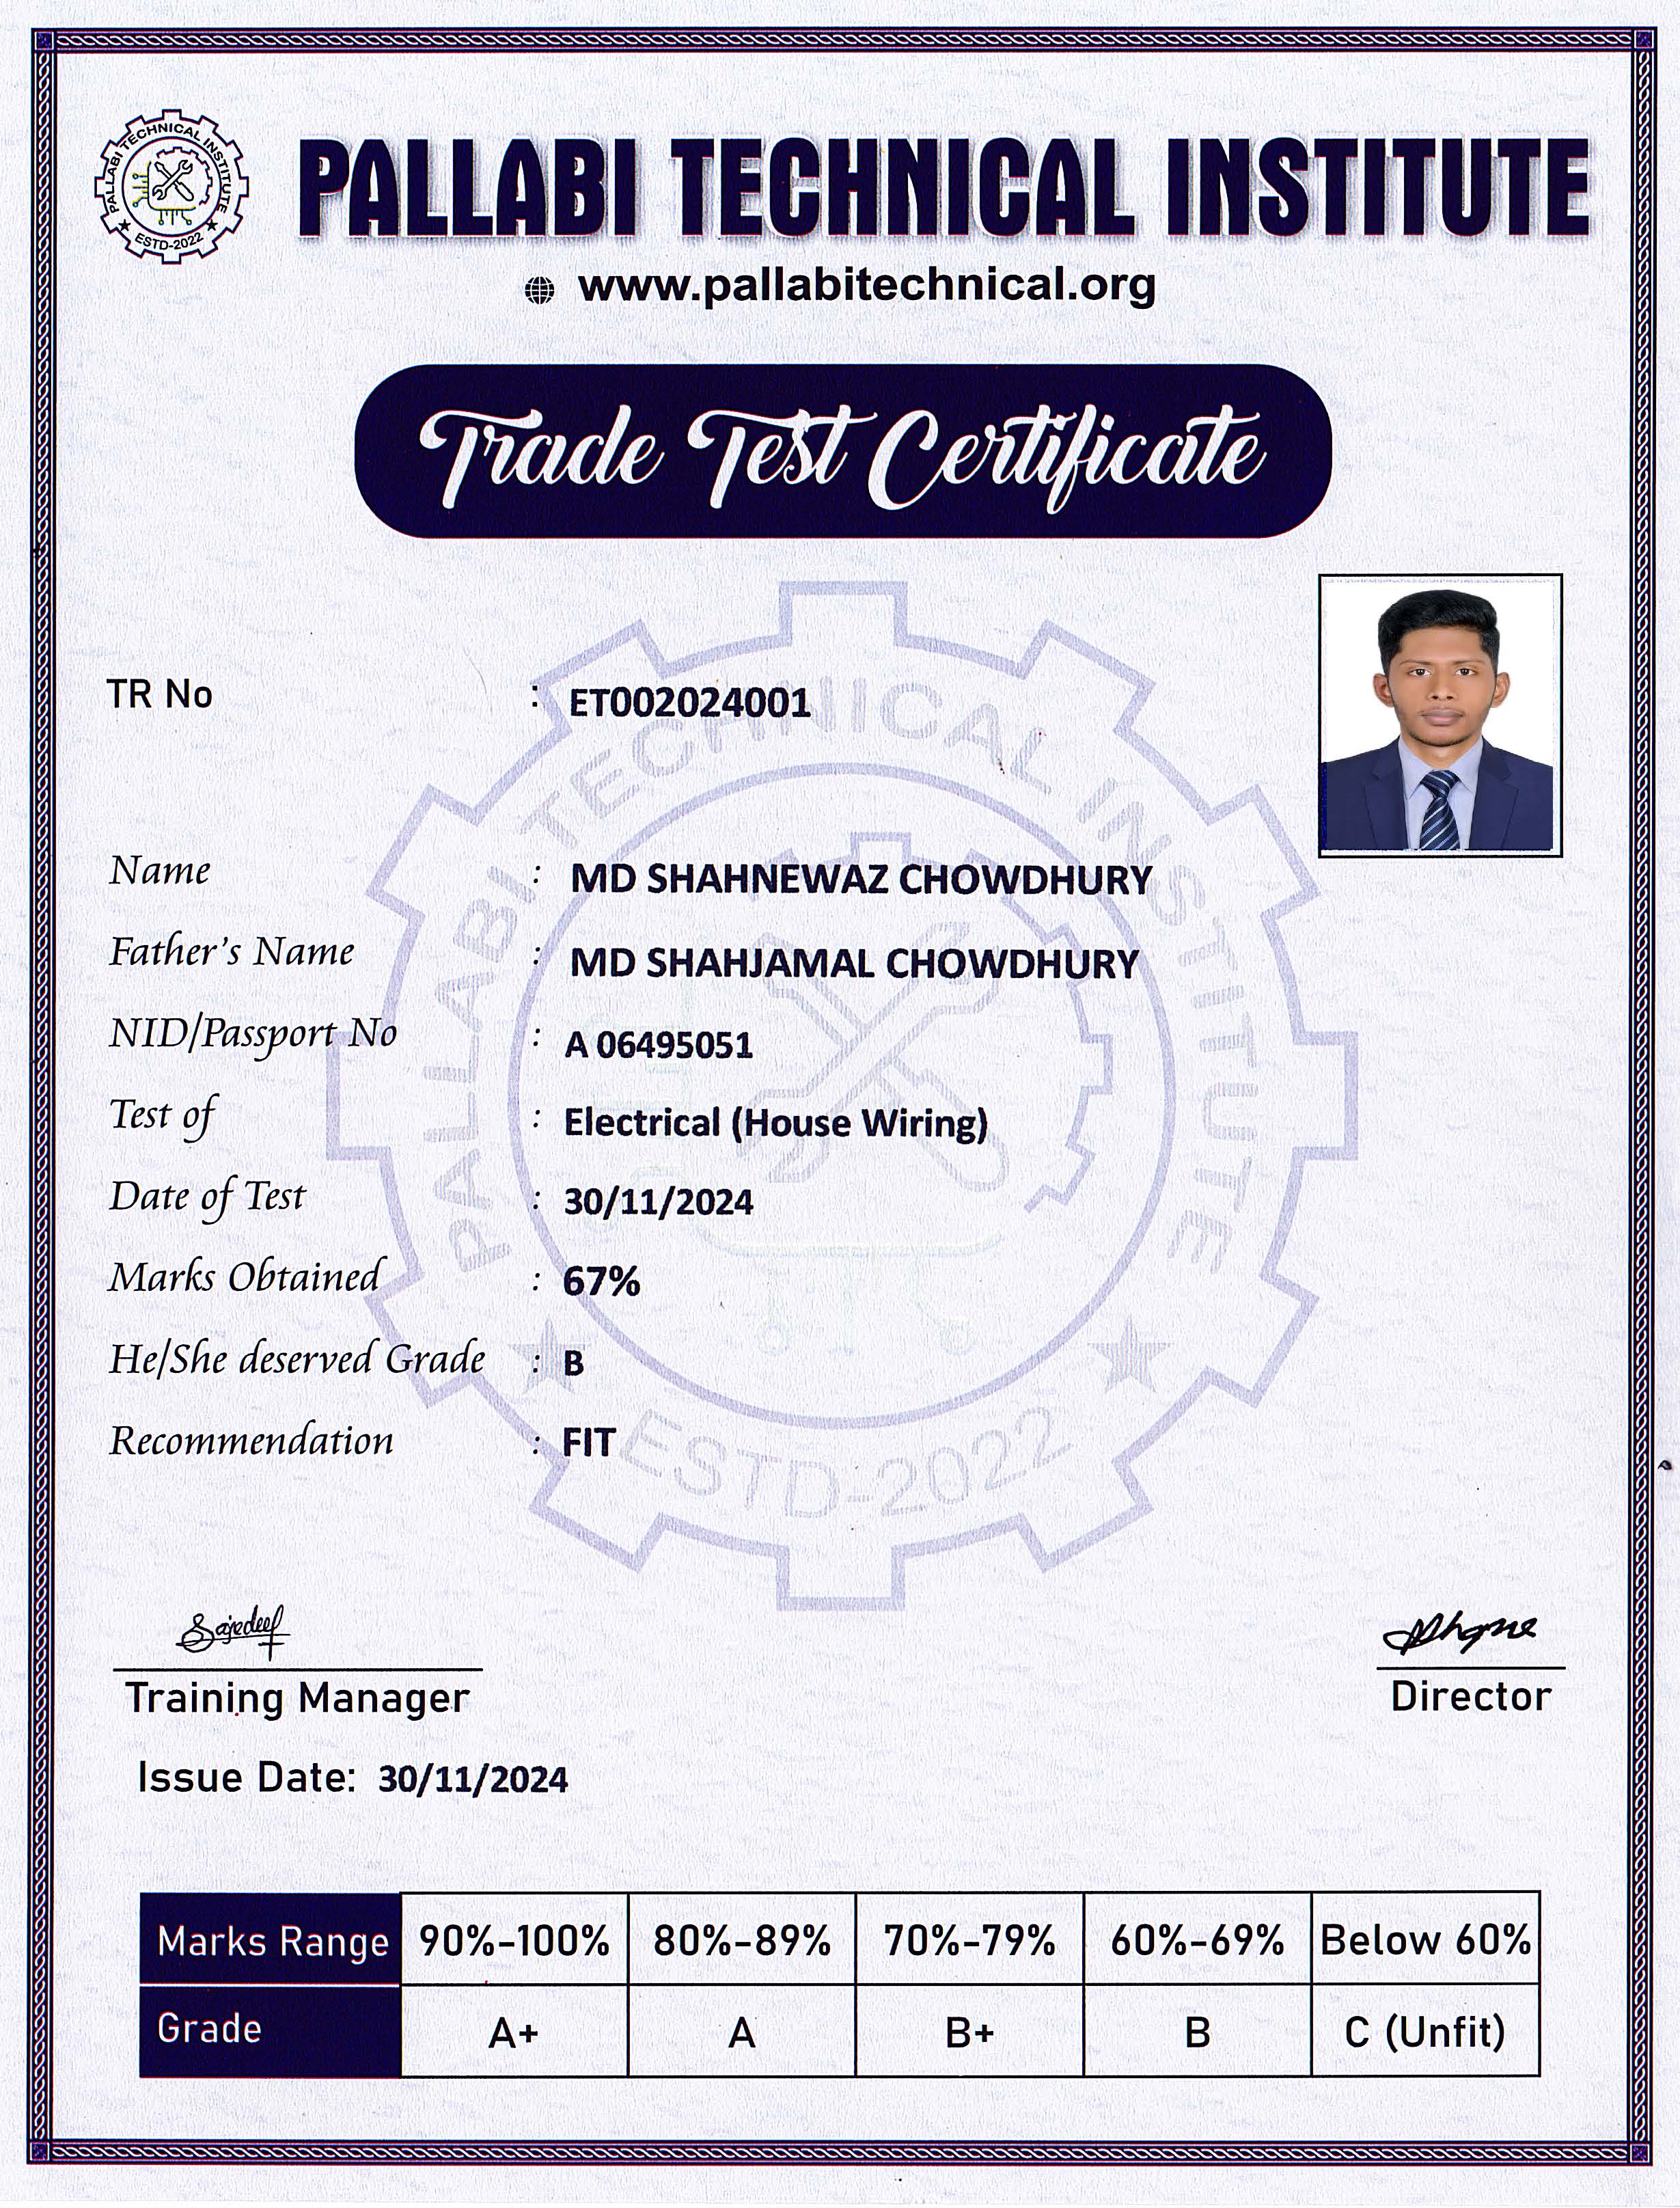 PALLABI TECHNICAL INSTITUTE
ESTD-2022
PALLABI TECHNICAL INSTITUTE
www.pallabitechnical.org
Trade Test Certificate
TR No : ET002024001
Name : MD SHAHNEWAZ CHOWDHURY
Father's Name : MD SHAHJAMAL CHOWDHURY
NID/Passport No : A 06495051
Test of : Electrical (House Wiring)
Date of Test : 30/11/2024
Marks Obtained : 67%
He/She deserved Grade : B
Recommendation : FIT
PALLABI TECHNICAL INSTITUTE
ESTD-2022
Training Manager
Director
Issue Date: 30/11/2024
Marks Range 90%-100% 80%-89% 70%-79% 60%-69% Below 60%
Grade A+ A B+ B C (Unfit)